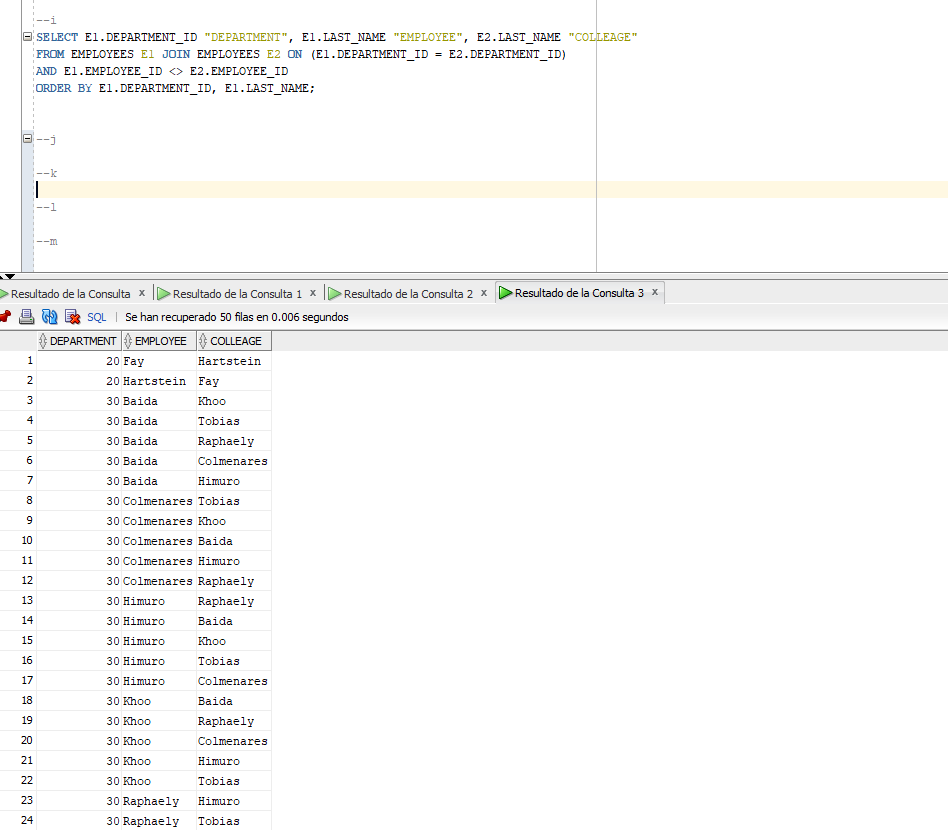 --i
SELECT E1.DEPARTMENT_ID "DEPARTMENT", E1.LAST_NAME "EMPLOYEE", E2.LAST_NAME "COLLEAGE"
FROM EMPLOYEES E1 JOIN EMPLOYEES E2 ON (E1.DEPARTMENT_ID = E2.DEPARTMENT_ID)
AND E1.EMPLOYEE_ID <> E2.EMPLOYEE_ID
ORDER BY E1.DEPARTMENT_ID, E1.LAST_NAME;
--j
--k
--l
--m
Resultado de la Consulta x Resultado de la Consulta 1 x Resultado de la Consulta 2 x Resultado de la Consulta 3 x
SQL | Se han recuperado 50 filas en 0.006 segundos
DEPARTMENT EMPLOYEE COLLEAGE
1 20 Fay Hartstein
2 20 Hartstein Fay
3 30 Baida Khoo
4 30 Baida Tobias
5 30 Baida Raphaely
6 30 Baida Colmenares
7 30 Baida Himuro
8 30 Colmenares Tobias
9 30 Colmenares Khoo
10 30 Colmenares Baida
11 30 Colmenares Himuro
12 30 Colmenares Raphaely
13 30 Himuro Raphaely
14 30 Himuro Baida
15 30 Himuro Khoo
16 30 Himuro Tobias
17 30 Himuro Colmenares
18 30 Khoo Baida
19 30 Khoo Raphaely
20 30 Khoo Colmenares
21 30 Khoo Himuro
22 30 Khoo Tobias
23 30 Raphaely Himuro
24 30 Raphaely Tobias